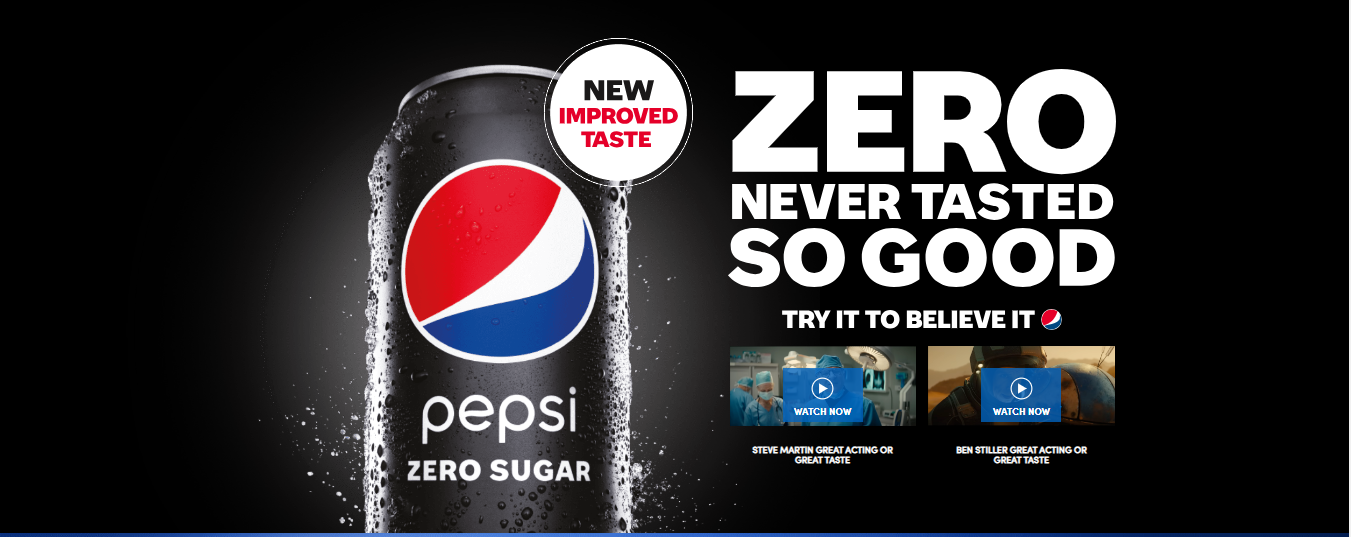 NEW
IMPROVED
TASTE
pepsi
ZERO SUGAR
ZERO
NEVER TASTED
SO GOOD
TRY IT TO BELIEVE IT
WATCH NOW
STEVE MARTIN GREAT ACTING OR
GREAT TASTE
WATCH NOW
BEN STILLER GREAT ACTING OR
GREAT TASTE